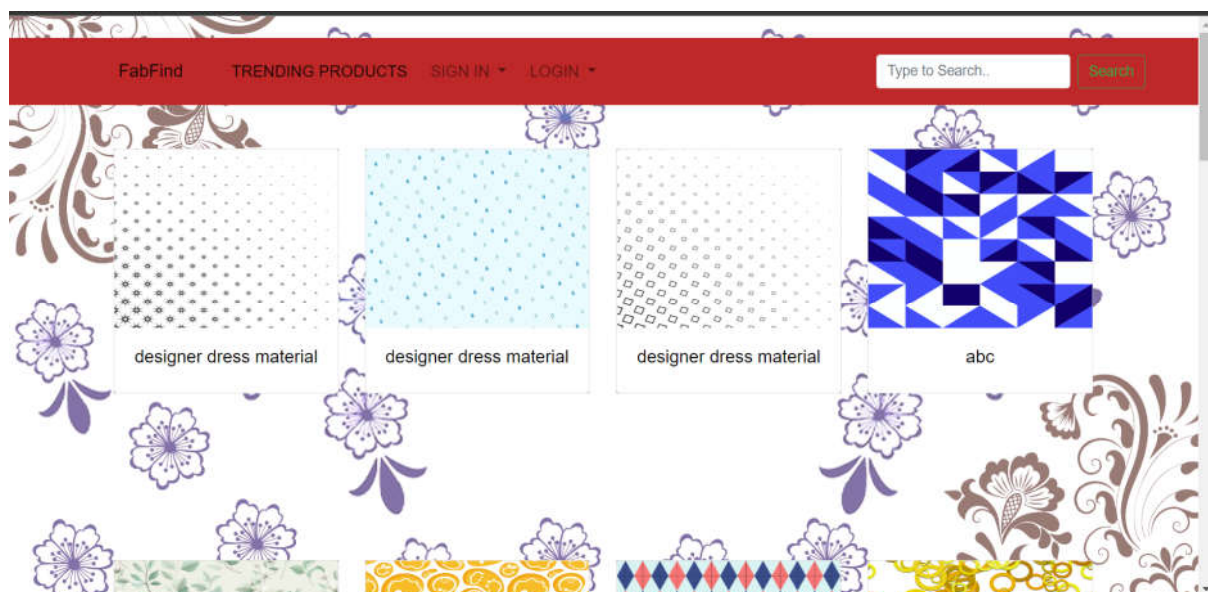 FabFind TRENDING PRODUCTS SIGN IN LOGIN Type to Search.. Search
designer dress material designer dress material designer dress material abc